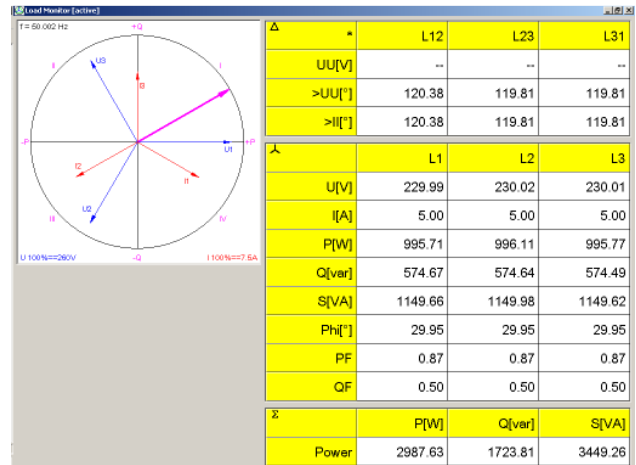 Load Monitor [active]
f = 50.002 Hz
+Q
II
I
U3
I3
-P
+P
U1
I2
I1
U2
III
IV
U 100%==260V
-Q
I 100%==7.5A
Δ * L12 L23 L31
UU[V] -- -- --
>UU[°] 120.38 119.81 119.81
>II[°] 120.38 119.81 119.81
L1 L2 L3
U[V] 229.99 230.02 230.01
I[A] 5.00 5.00 5.00
P[W] 995.71 996.11 995.77
Q[var] 574.67 574.64 574.49
S[VA] 1149.66 1149.98 1149.62
Phi[°] 29.95 29.95 29.95
PF 0.87 0.87 0.87
QF 0.50 0.50 0.50
Σ P[W] Q[var] S[VA]
Power 2987.63 1723.81 3449.26